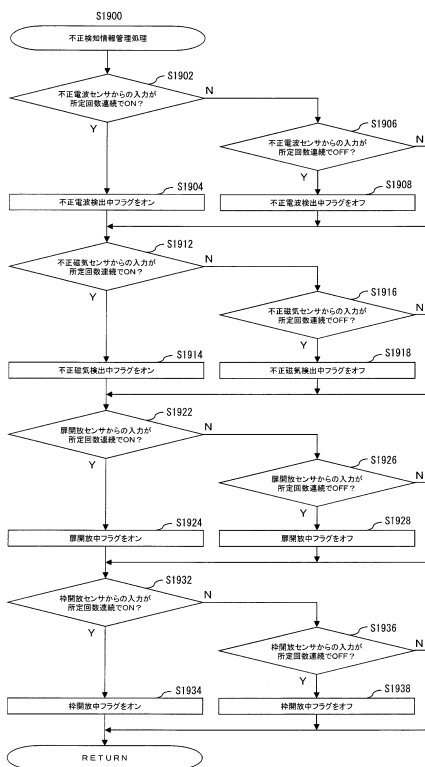 S1900
不正検知情報管理処理
S1902
不正電波センサからの入力が
所定回数連続でON？
N
Y
S1906
不正電波センサからの入力が
所定回数連続でOFF？
N
Y
S1904
不正電波検出中フラグをオン
S1908
不正電波検出中フラグをオフ
S1912
不正磁気センサからの入力が
所定回数連続でON？
N
Y
S1916
不正磁気センサからの入力が
所定回数連続でOFF？
N
Y
S1914
不正磁気検出中フラグをオン
S1918
不正磁気検出中フラグをオフ
S1922
扉開放センサからの入力が
所定回数連続でON？
N
Y
S1926
扉開放センサからの入力が
所定回数連続でOFF？
N
Y
S1924
扉開放中フラグをオン
S1928
扉開放中フラグをオフ
S1932
枠開放センサからの入力が
所定回数連続でON？
N
Y
S1936
枠開放センサからの入力が
所定回数連続でOFF？
N
Y
S1934
枠開放中フラグをオン
S1938
枠開放中フラグをオフ
RETURN